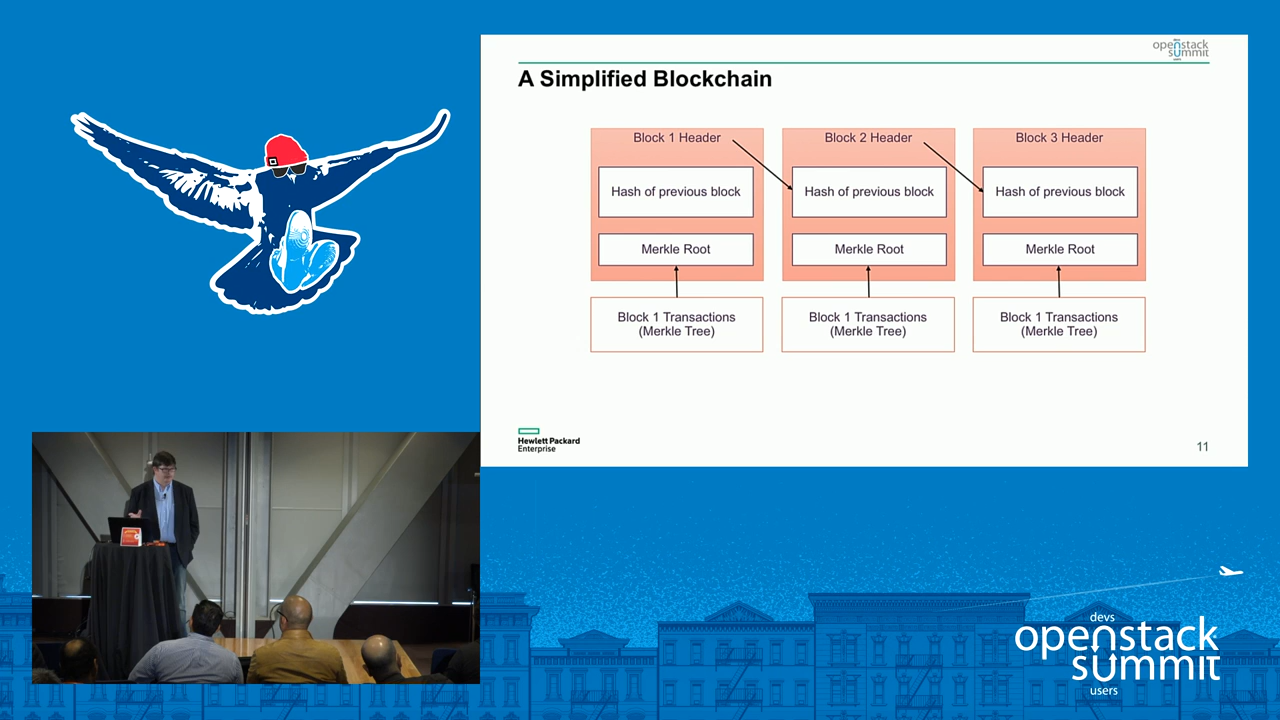 devs
openstack
summit
users
A Simplified Blockchain
Block 1 Header
Block 2 Header
Block 3 Header
Hash of previous block
Hash of previous block
Hash of previous block
Merkle Root
Merkle Root
Merkle Root
Block 1 Transactions
(Merkle Tree)
Block 1 Transactions
(Merkle Tree)
Block 1 Transactions
(Merkle Tree)
Hewlett Packard
Enterprise
11
devs
openstack
summit
users